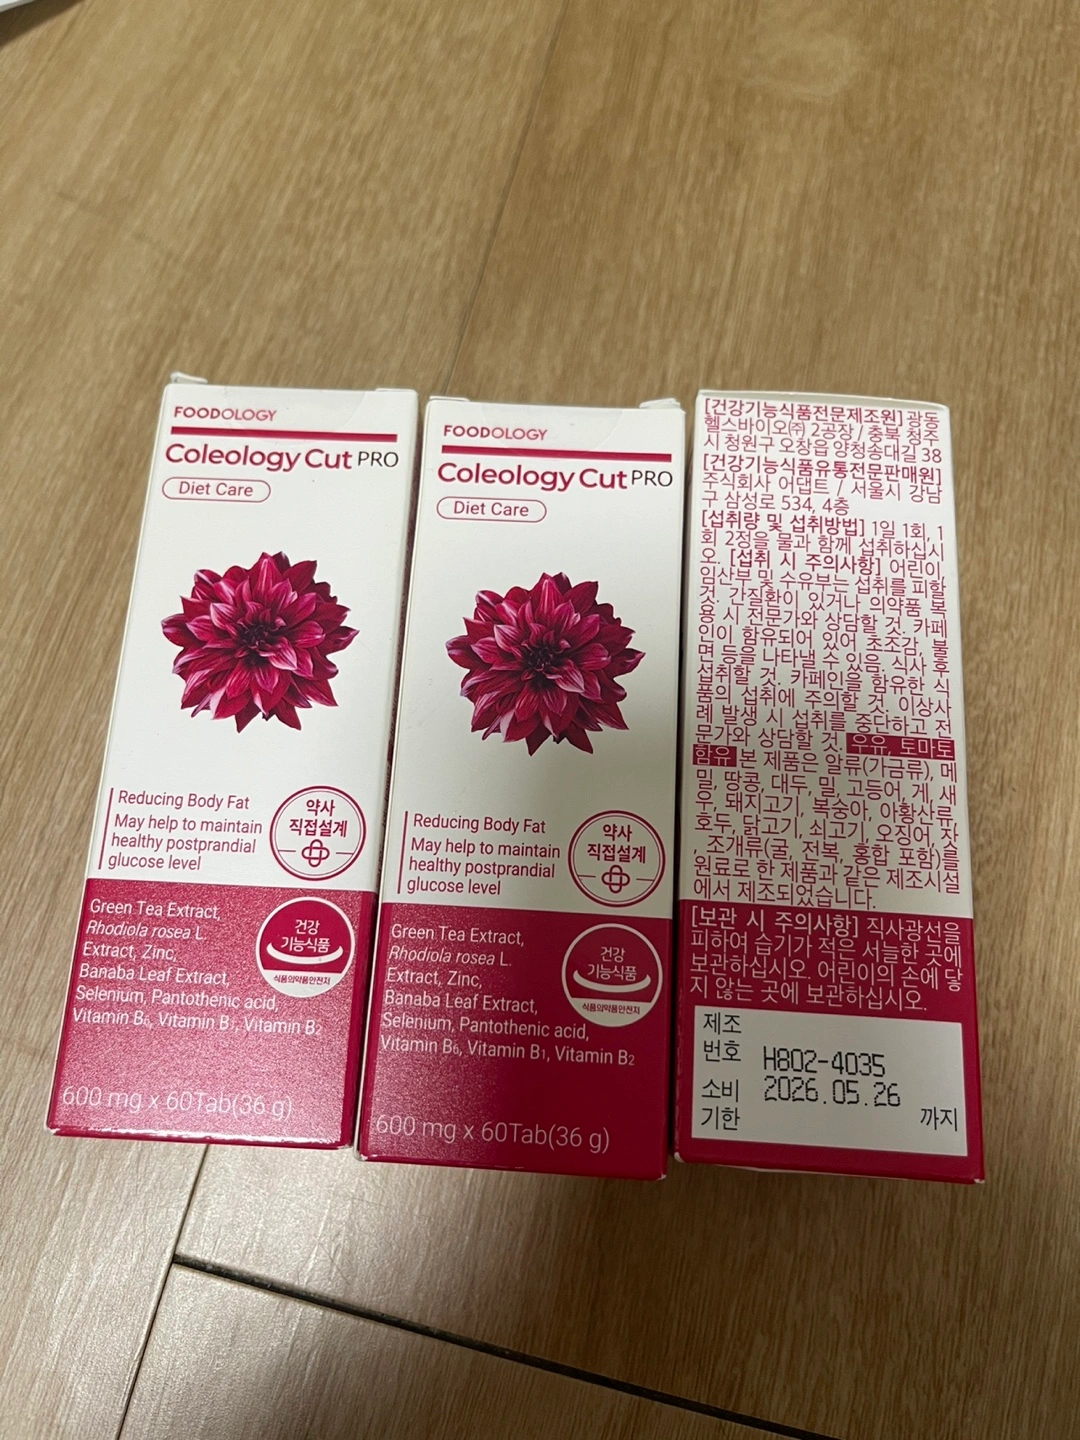 FOODOLOGY
Coleology Cut PRO
Diet Care
Reducing Body Fat
May help to maintain
healthy postprandial
glucose level
약사
직접설계
Green Tea Extract,
Rhodiola rosea L.
Extract, Zinc,
Banaba Leaf Extract,
Selenium, Pantothenic acid,
Vitamin B6, Vitamin B1, Vitamin B2
건강
기능식품
식품의약품안전처
600 mg x 60Tab(36 g)
FOODOLOGY
Coleology Cut PRO
Diet Care
Reducing Body Fat
May help to maintain
healthy postprandial
glucose level
약사
직접설계
Green Tea Extract,
Rhodiola rosea L.
Extract, Zinc,
Banaba Leaf Extract,
Selenium, Pantothenic acid,
Vitamin B6, Vitamin B1, Vitamin B2
건강
기능식품
식품의약품안전처
600 mg x 60Tab(36 g)
[건강기능식품전문제조원] 광동
헬스바이오㈜ 2공장 / 충북 청주
시 청원구 오창읍 양청송대길 38
[건강기능식품유통전문판매원]
주식회사 어댑트 / 서울시 강남
구 삼성로 534, 4층
[섭취량 및 섭취방법] 1일 1회, 1
회 2정을 물과 함께 섭취하십시
오. [섭취 시 주의사항] 어린이,
임산부 및 수유부는 섭취를 피할
것. 간질환이 있거나 의약품 복
용 시 전문가와 상담할 것. 카페
인이 함유되어 있어 초조감, 불
면 등을 나타낼 수 있음. 식사 후
섭취할 것. 카페인을 함유한 식
품의 섭취에 주의할 것. 이상사
례 발생 시 섭취를 중단하고 전
문가와 상담할 것. 우유, 토마토
함유 본 제품은 알류(가금류), 메
밀, 땅콩, 대두, 밀, 고등어, 게, 새
우, 돼지고기, 복숭아, 아황산류,
호두, 닭고기, 쇠고기, 오징어, 잣
, 조개류(굴, 전복, 홍합 포함)를
원료로 한 제품과 같은 제조시설
에서 제조되었습니다.
[보관 시 주의사항] 직사광선을
피하여 습기가 적은 서늘한 곳에
보관하십시오. 어린이의 손에 닿
지 않는 곳에 보관하십시오.
제조
번호 H802-4035
소비 2026.05.26
기한 까지